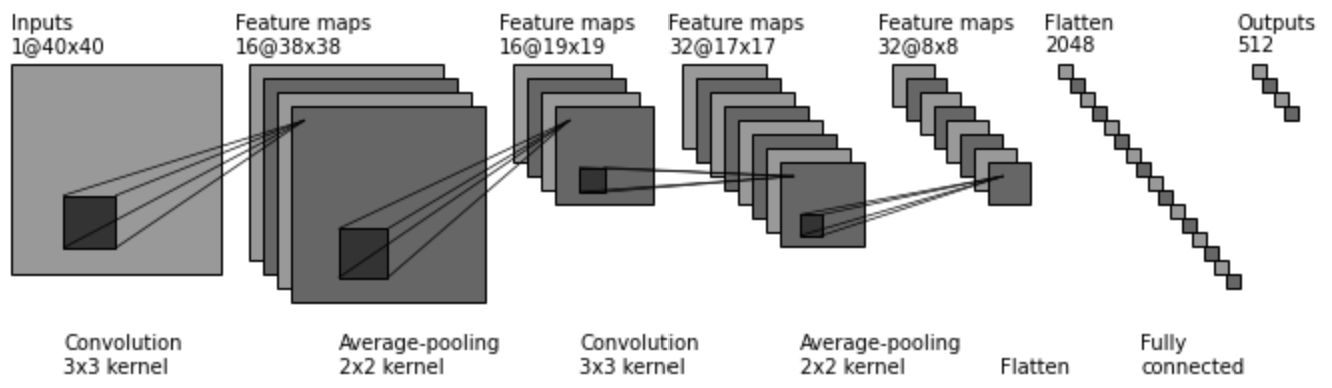 Inputs
1@40x40
Feature maps
16@38x38
Feature maps
16@19x19
Feature maps
32@17x17
Feature maps
32@8x8
Flatten
2048
Outputs
512
Convolution
3x3 kernel
Average-pooling
2x2 kernel
Convolution
3x3 kernel
Average-pooling
2x2 kernel
Flatten
Fully
connected